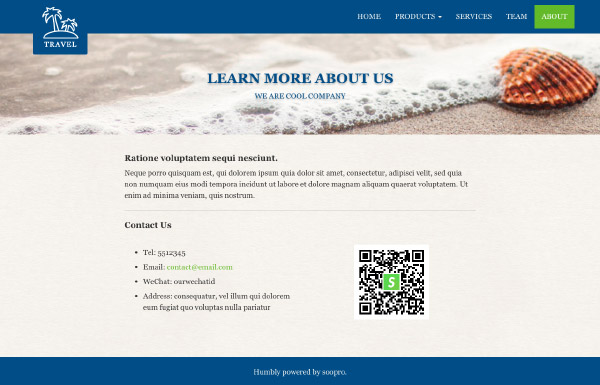 HOME PRODUCTS SERVICES TEAM ABOUT
TRAVEL
LEARN MORE ABOUT US
WE ARE COOL COMPANY
Ratione voluptatem sequi nesciunt.
Neque porro quisquam est, qui dolorem ipsum quia dolor sit amet, consectetur, adipisci velit, sed quia
non numquam eius modi tempora incidunt ut labore et dolore magnam aliquam quaerat voluptatem. Ut
enim ad minima veniam, quis nostrum.
Contact Us
Tel: 5512345
Email: contact@email.com
WeChat: ourwechatid
Address: consequatur, vel illum qui dolorem
eum fugiat quo voluptas nulla pariatur
S
Humbly powered by soopro.